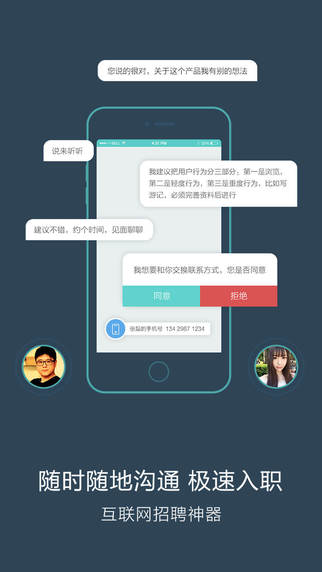 您说的很对，关于这个产品我有别的想法
BELL
4:21 PM
22%
说来听听
我建议把用户行为分三部分，第一是浏览，
第二是轻度行为，第三是重度行为，比如写
游记，必须完善资料后进行
建议不错，约个时间，见面聊聊
我想要和你交换联系方式，您是否同意
同意
拒绝
张磊的手机号 134 2987 1234
随时随地沟通 极速入职
互联网招聘神器